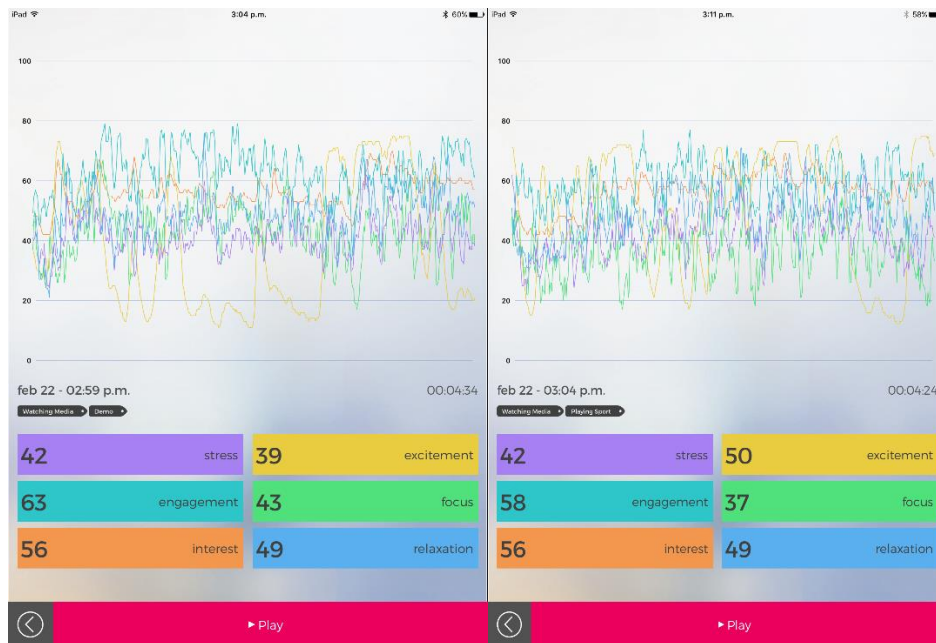 iPad 3:04 p.m. 60%
100
80
60
40
20
0
feb 22 - 02:59 p.m. 00:04:34
Watching Media Demo
42 stress 39 excitement
63 engagement 43 focus
56 interest 49 relaxation
Play
iPad 3:11 p.m. 58%
100
80
60
40
20
0
feb 22 - 03:04 p.m. 00:04:24
Watching Media Playing Sport
42 stress 50 excitement
58 engagement 37 focus
56 interest 49 relaxation
Play